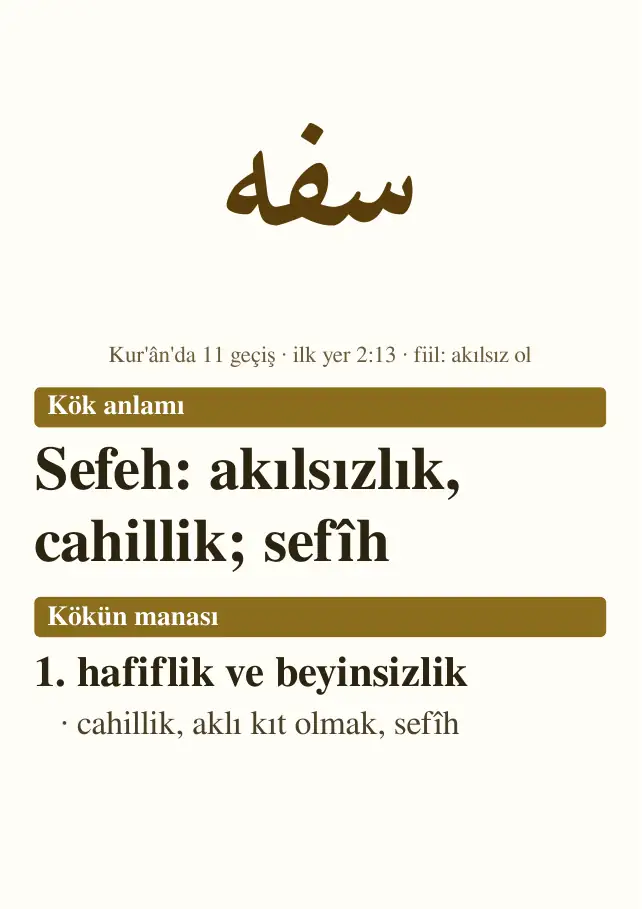 سفه
Kur'ân'da 11 geçiş · ilk yer 2:13 · fiil: akılsız ol
Kök anlamı
Sefeh: akılsızlık,
cahillik; sefîh
Kökün manası
1. hafiflik ve beyinsizlik
· cahillik, aklı kıt olmak, sefîh